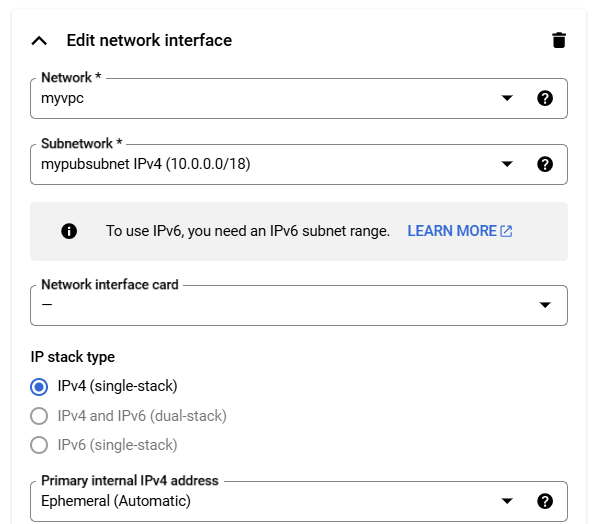 Edit network interface
Network *
myvpc
Subnetwork *
mypubsubnet IPv4 (10.0.0.0/18)
To use IPv6, you need an IPv6 subnet range. LEARN MORE
Network interface card
—
IP stack type
IPv4 (single-stack)
IPv4 and IPv6 (dual-stack)
IPv6 (single-stack)
Primary internal IPv4 address
Ephemeral (Automatic)